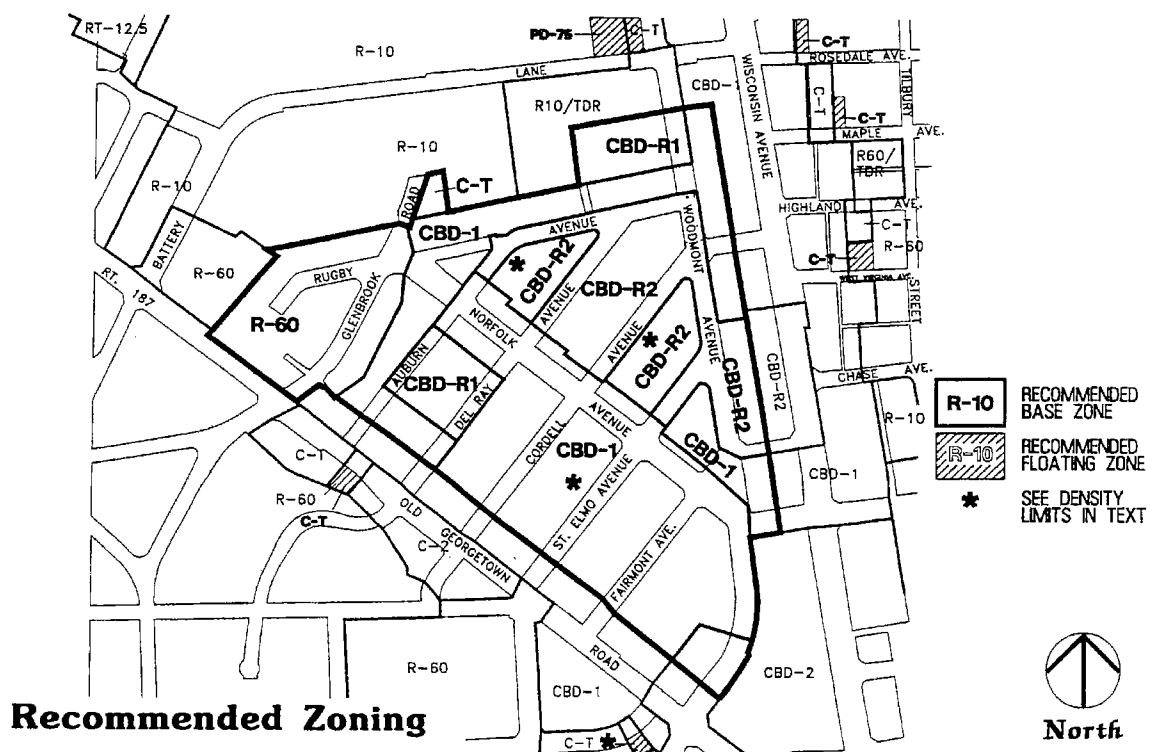 RT-12.5
R-10
PD-75
C-T
C-T
ROSEDALE AVE.
LANE
CBD-1
WISCONSIN AVENUE
TILBURY
STREET
R10/TDR
C-T
C-T
MAPLE AVE.
CBD-R1
R-10
R60/
TDR
R-10
ROAD
C-T
HIGHLAND AVE.
C-T
BATTERY
CBD-1
AVENUE
WOODMONT
AVENUE
R-60
C-T
R-60
RUGBY
CBD-R2
*
CBD-R2
WEST VIRGINIA AVE.
RT. 187
GLENBROOK
AVENUE
NORFOLK
AVENUE
R-60
AVENUE
*
CBD-R2
CBD-R2
CBD-R2
AUBURN
CBD-R1
DEL RAY
CHASE AVE.
R-10
RECOMMENDED
BASE ZONE
R-10
CORDELL
CBD-1
*
CBD-1
R-10
RECOMMENDED
FLOATING ZONE
C-T
CBD-1
R-60
C-T
ST. ELMO AVENUE
*
SEE DENSITY
LIMITS IN TEXT
OLD GEORGETOWN
ROAD
C-2
FAIRMONT AVE.
R-60
CBD-1
CBD-2
C-T
*
Recommended Zoning
North